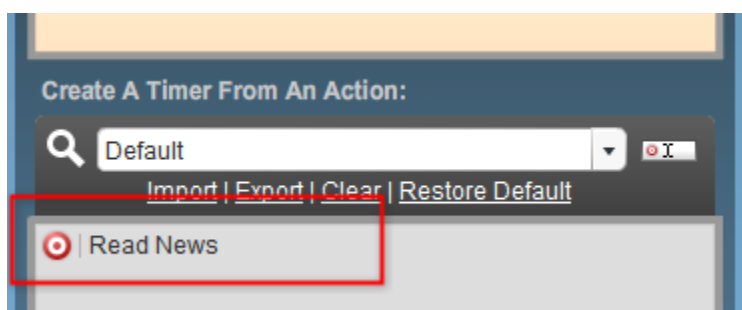 Create A Timer From An Action:
Default
Import | Export | Clear | Restore Default
Read News